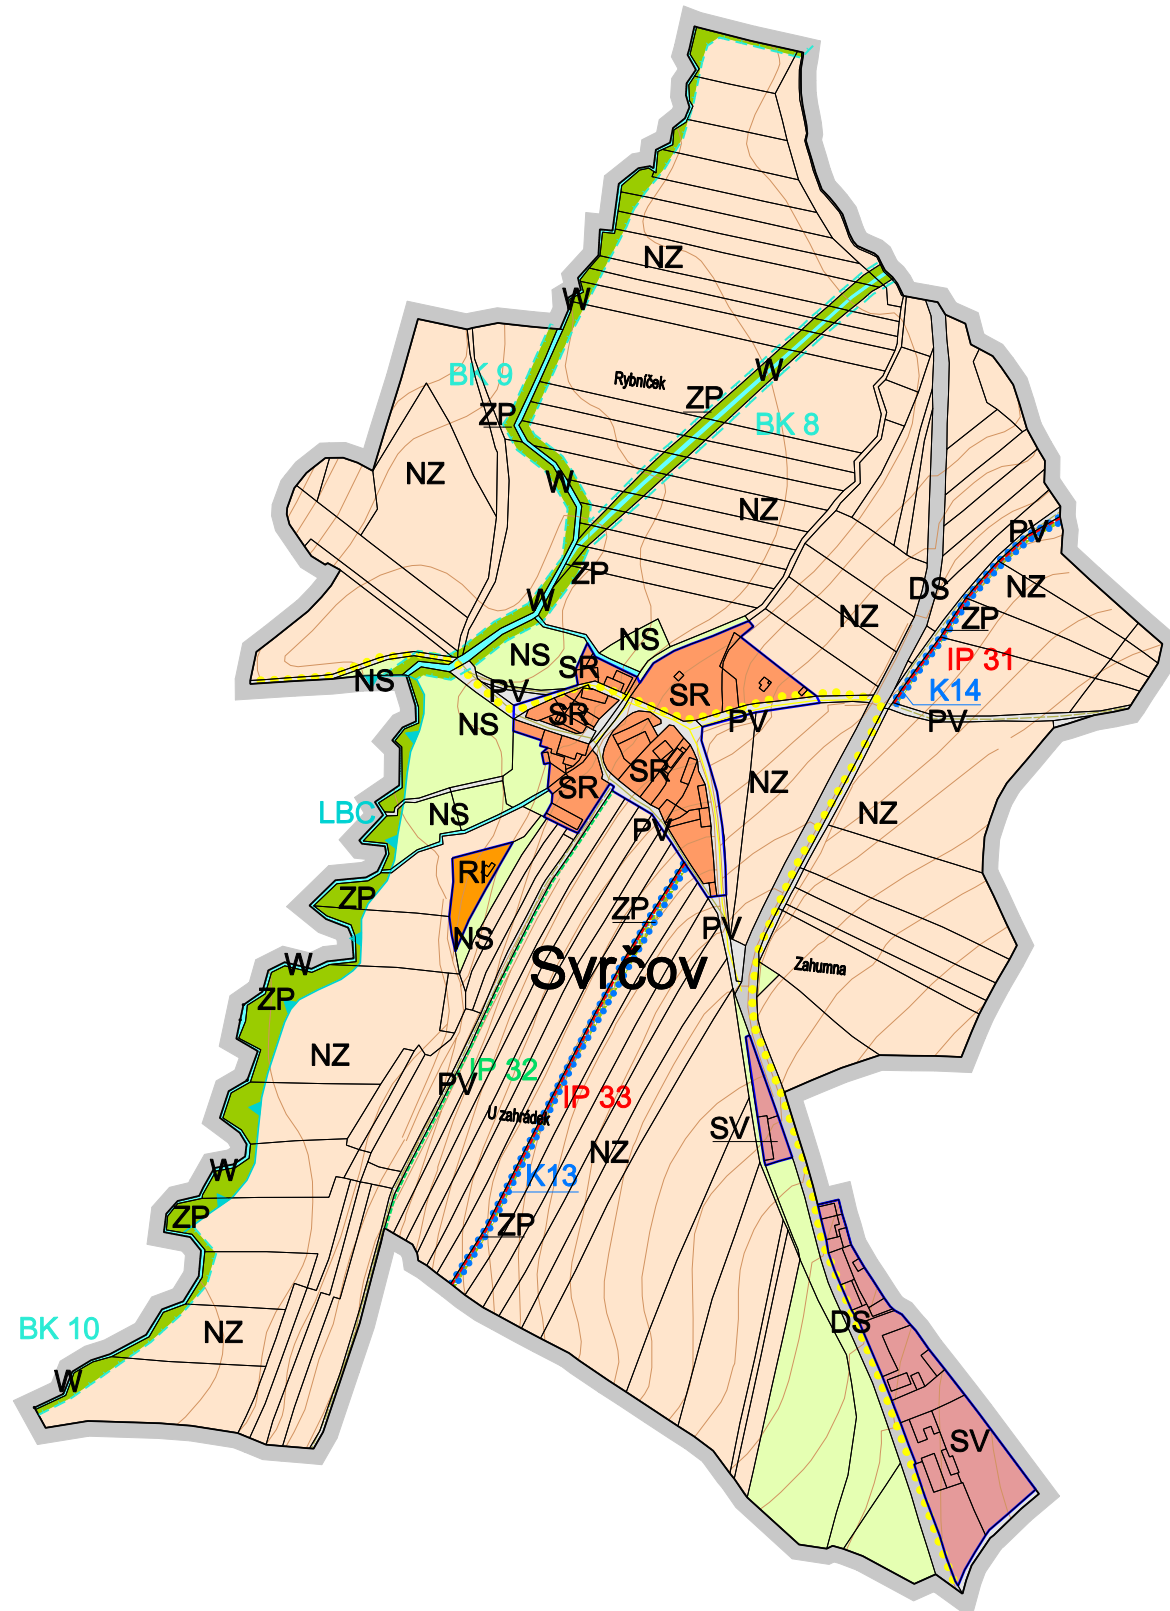 NZ
W
BK 9
Rybníček
ZP
W
ZP
BK 8
NZ
W
NZ
PV
ZP
W
DS
NZ
NZ
ZP
NS
NS
SR
IP 31
NS
PV
SR
K14
NS
SR
PV
PV
SR
SR
NZ
LBC
NS
PV
NZ
RI
ZP
ZP
NS
PV
W
Svrčov
Zahumna
ZP
NZ
IP 32
PV
IP 33
U zahrádek
SV
NZ
W
K13
ZP
ZP
BK 10
NZ
DS
W
SV